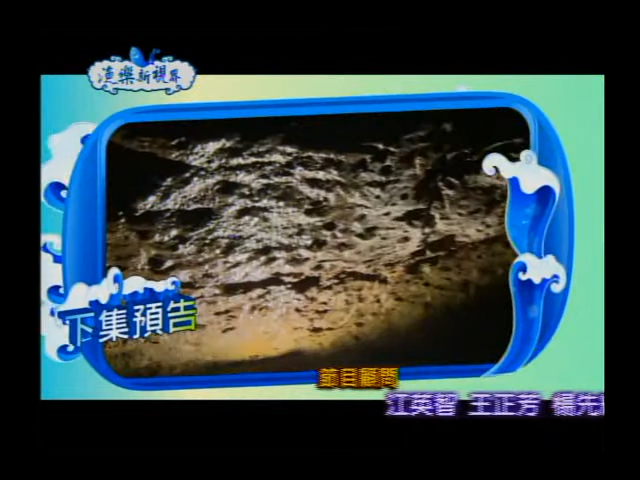 漁樂新視界
下集預告
節目顧問
江英智 王正芳 楊先